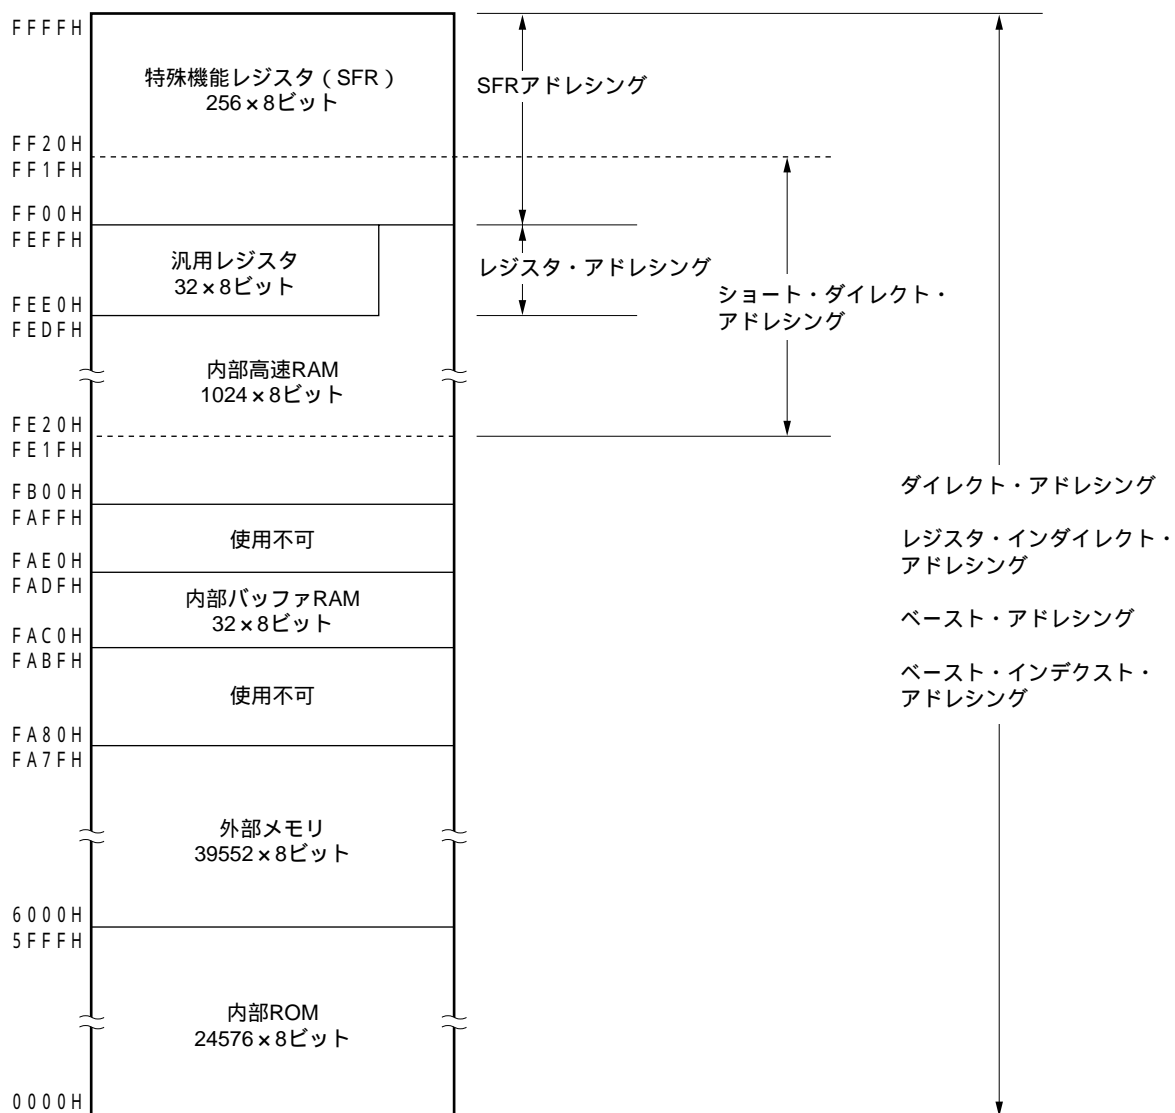 FFFFH
特殊機能レジスタ（SFR）
256×8ビット
SFRアドレシング
FF20H
FF1FH
FF00H
FEFFH
汎用レジスタ
32×8ビット
レジスタ・アドレシング
ショート・ダイレクト・
アドレシング
FEE0H
FEDFH
内部高速RAM
1024×8ビット
FE20H
FE1FH
FB00H
FAFFH
使用不可
FAE0H
FADFH
内部バッファRAM
32×8ビット
FAC0H
FABFH
使用不可
FA80H
FA7FH
ダイレクト・アドレシング
レジスタ・インダイレクト・
アドレシング
ベースト・アドレシング
ベースト・インデクスト・
アドレシング
外部メモリ
39552×8ビット
6000H
5FFFH
内部ROM
24576×8ビット
0000H